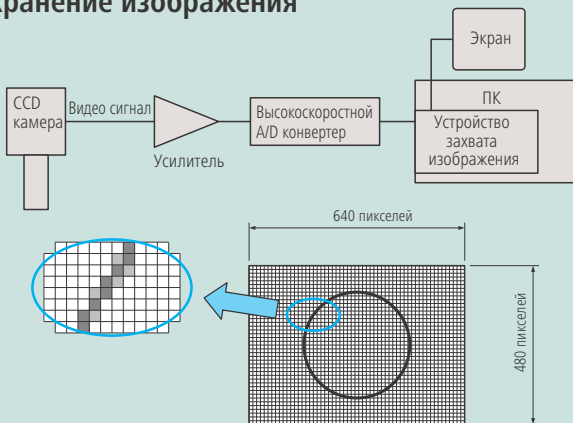 хранение изображения
Экран
CCD
камера
Видео сигнал
Усилитель
Высокоскоростной
A/D конвертер
ПК
Устройство
захвата
изображения
640 пикселей
480 пикселей